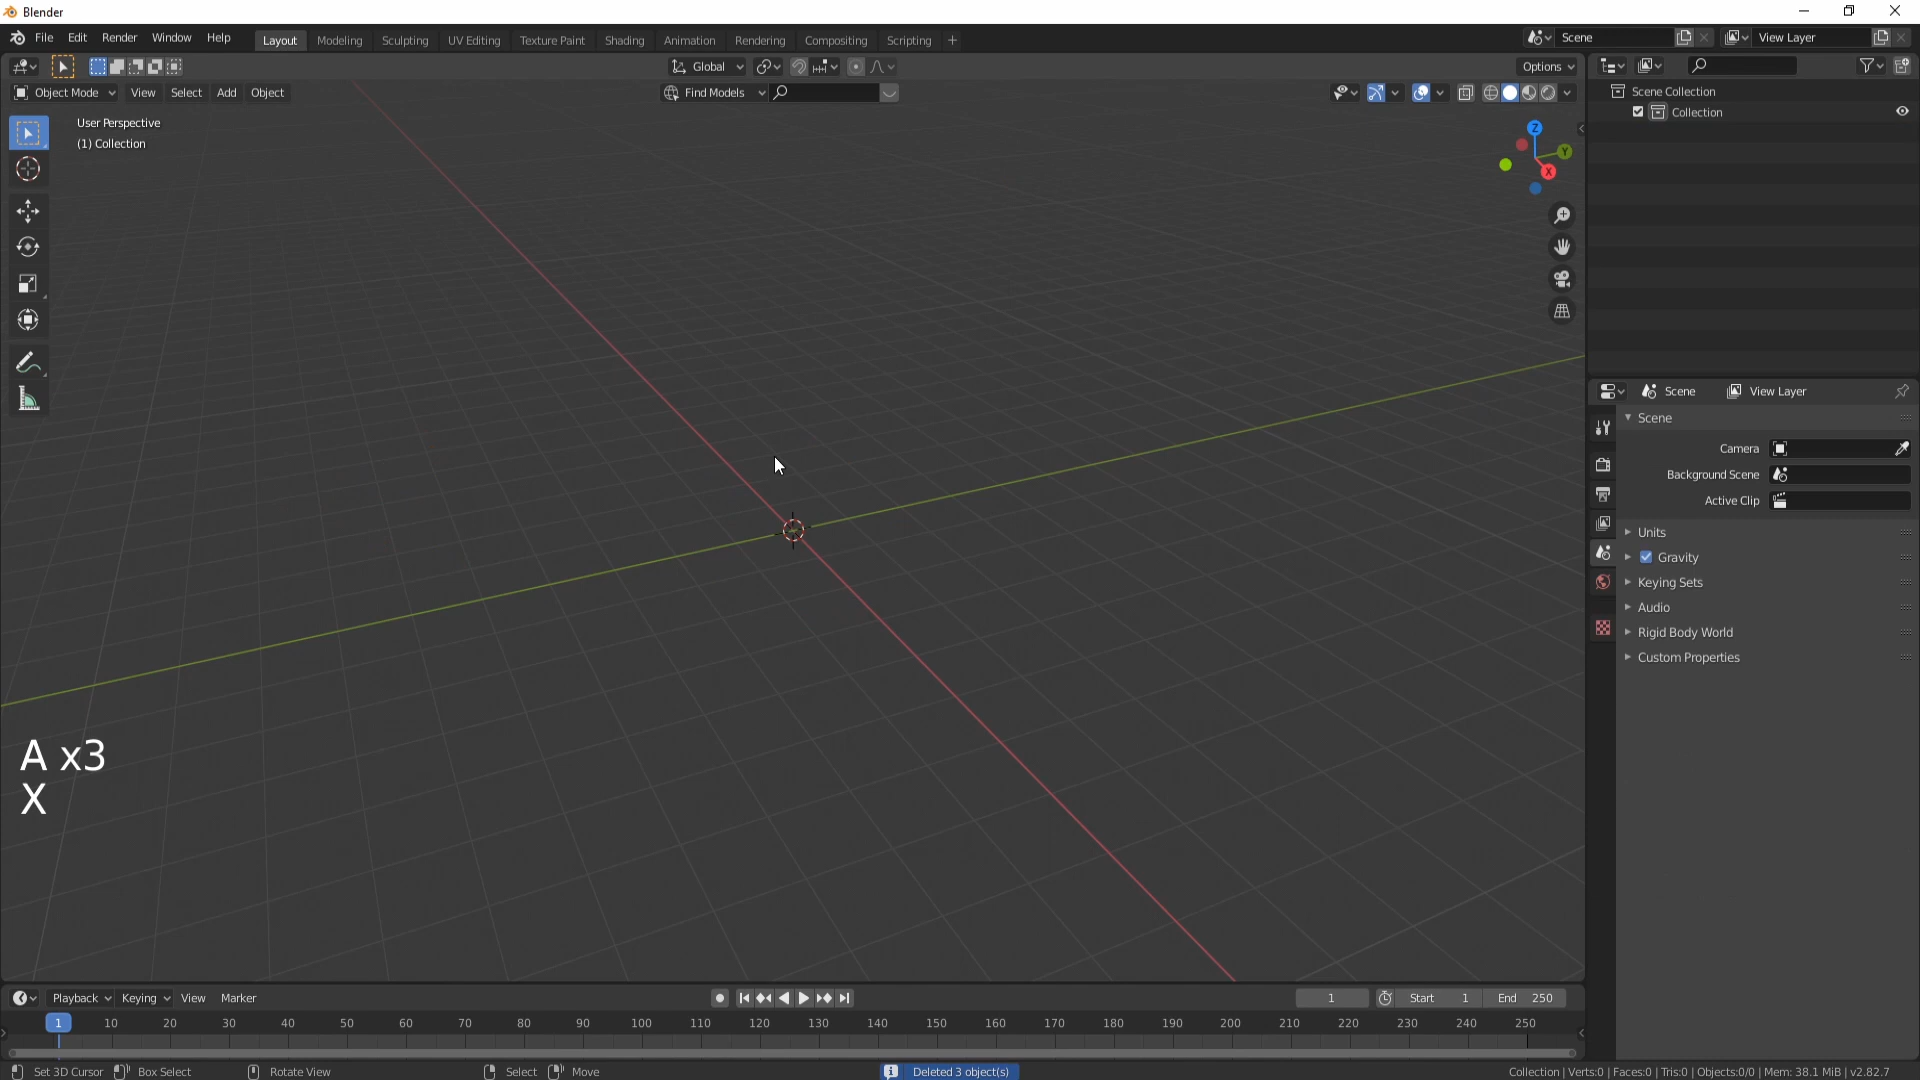 Blender
File Edit Render Window Help Layout Modeling Sculpting UV Editing Texture Paint Shading Animation Rendering Compositing Scripting + Scene View Layer
Global Options
Object Mode View Select Add Object Find Models
Scene Collection
Collection
User Perspective
(1) Collection
Z
Y
X
Scene View Layer
Scene
Camera
Background Scene
Active Clip
Units
Gravity
Keying Sets
Audio
Rigid Body World
Custom Properties
A x3
X
Playback Keying View Marker 1 Start 1 End 250
1 10 20 30 40 50 60 70 80 90 100 110 120 130 140 150 160 170 180 190 200 210 220 230 240 250
Set 3D Cursor Box Select Rotate View Select Move Deleted 3 object(s) Collection | Verts:0 | Faces:0 | Tris:0 | Objects:0/0 | Mem: 38.1 MiB | v2.82.7